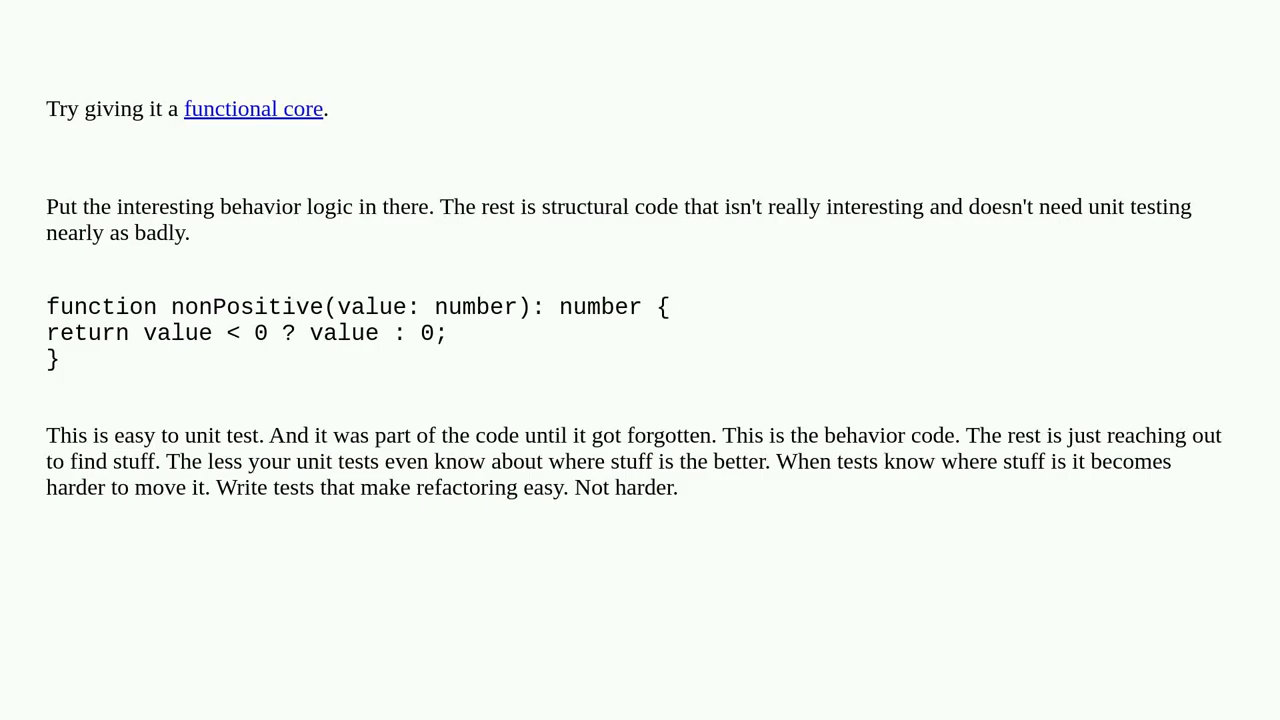 Try giving it a functional core.
Put the interesting behavior logic in there. The rest is structural code that isn't really interesting and doesn't need unit testing
nearly as badly.
function nonPositive(value: number): number {
return value < 0 ? value : 0;
}
This is easy to unit test. And it was part of the code until it got forgotten. This is the behavior code. The rest is just reaching out
to find stuff. The less your unit tests even know about where stuff is the better. When tests know where stuff is it becomes
harder to move it. Write tests that make refactoring easy. Not harder.